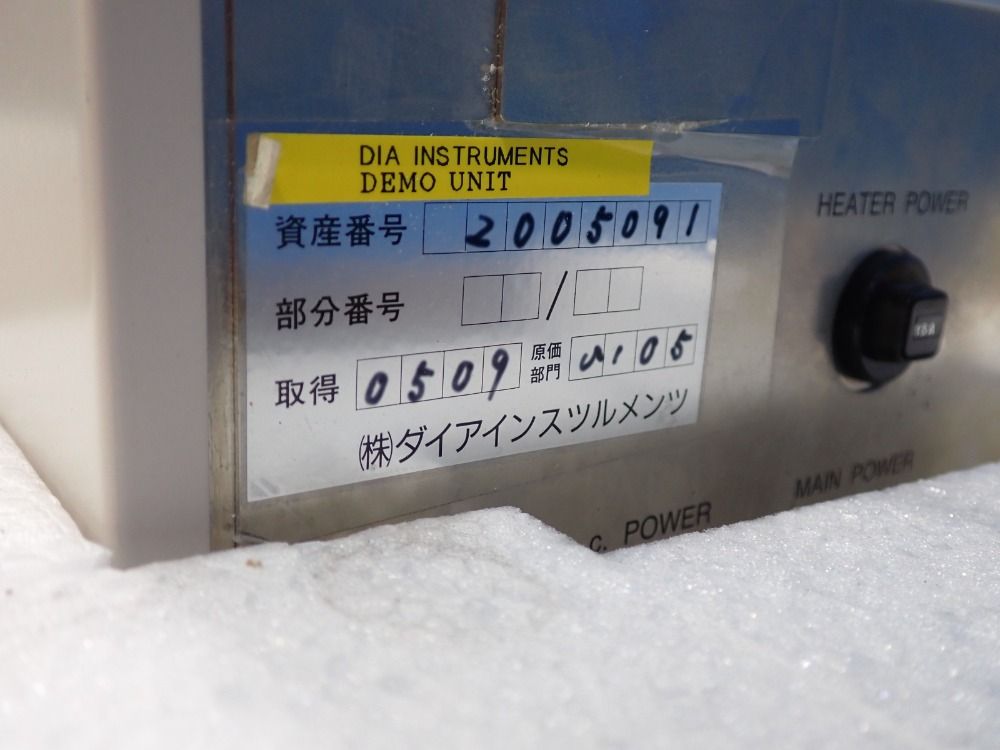 DIA INSTRUMENTS
DEMO UNIT
資産番号 2005091
部分番号 /
取得 0509 原価部門 0105
(株)ダイアインスツルメンツ
HEATER POWER
15A
MAIN POWER
C. POWER